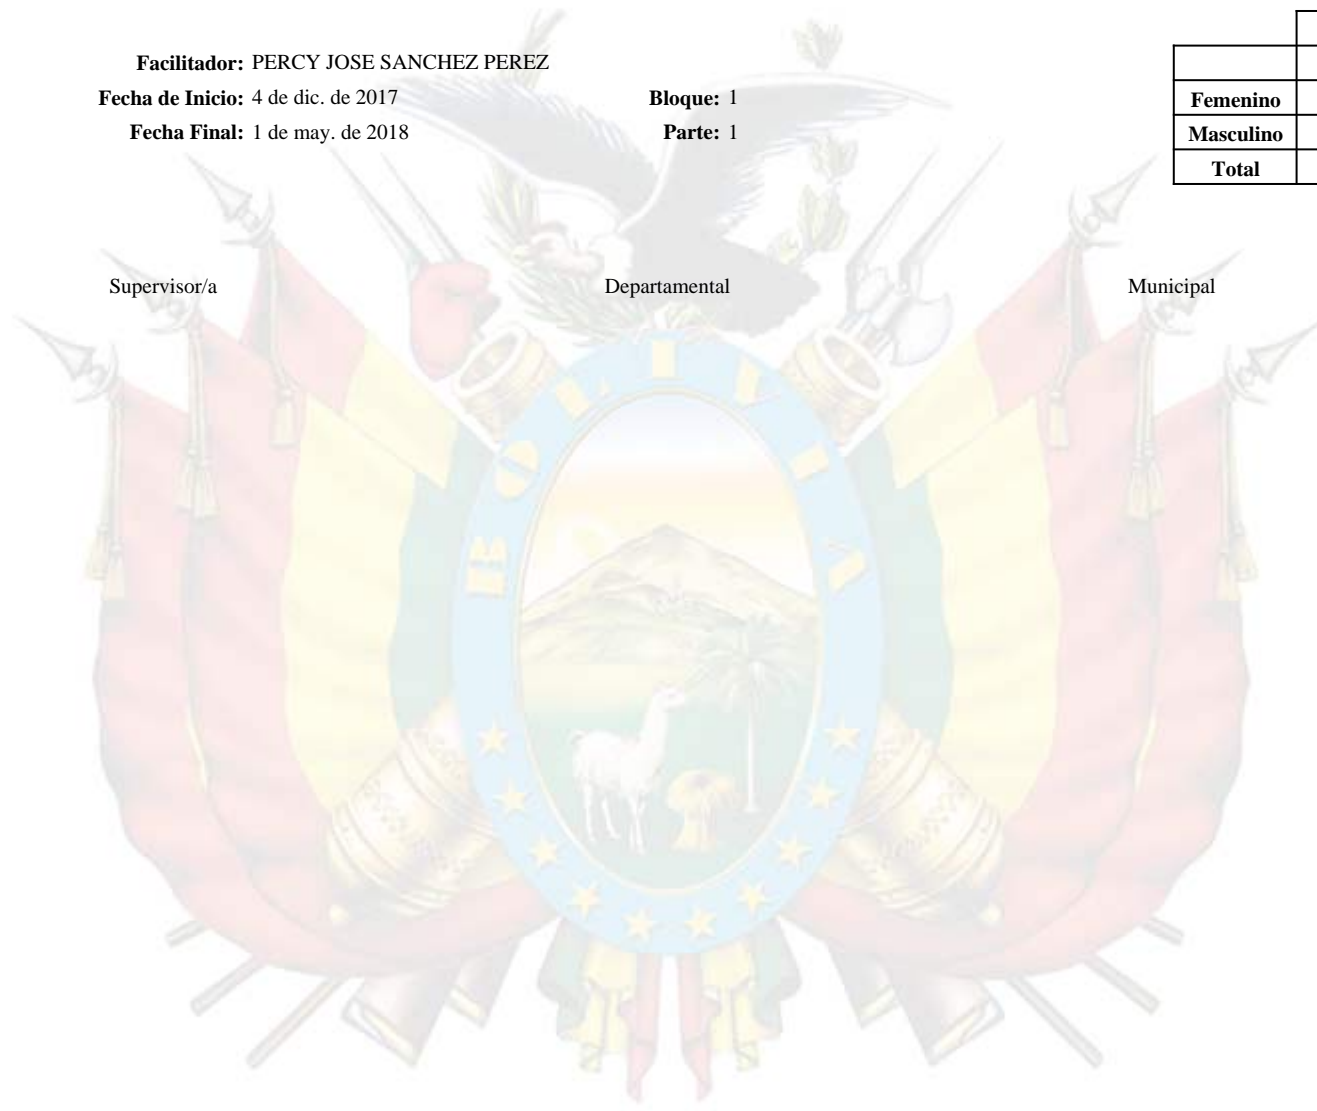 Facilitador: PERCY JOSE SANCHEZ PEREZ
Fecha de Inicio: 4 de dic. de 2017 Bloque: 1
Fecha Final: 1 de may. de 2018 Parte: 1
Femenino
Masculino
Total
Supervisor/a Departamental Municipal
BOLIVIA